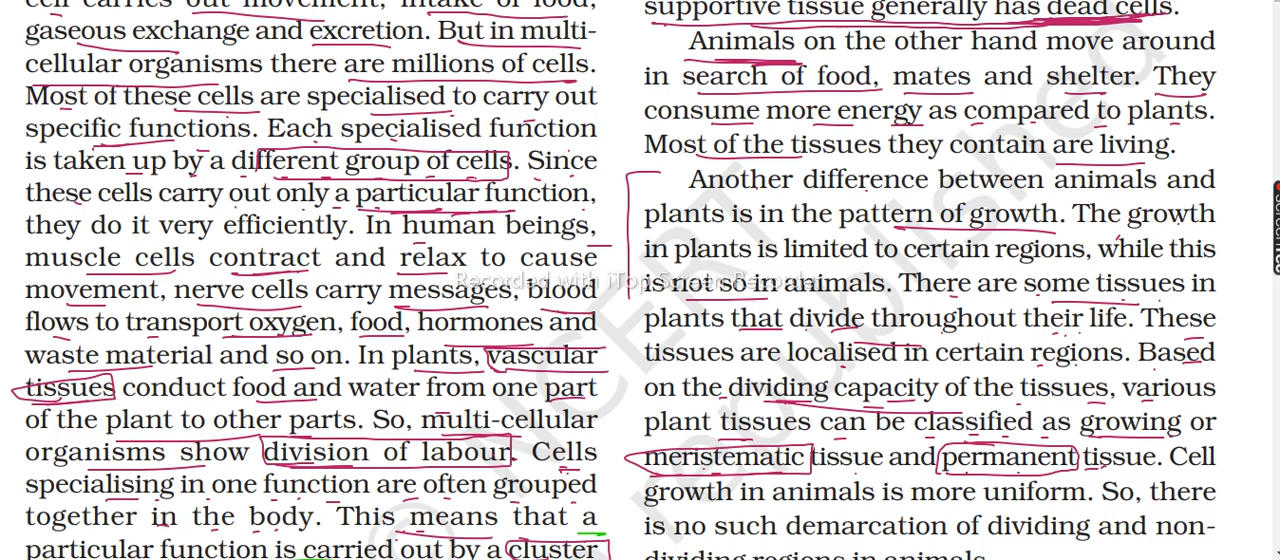 cell carries out movement, intake of food,
gaseous exchange and excretion. But in multi-
cellular organisms there are millions of cells.
Most of these cells are specialised to carry out
specific functions. Each specialised function
is taken up by a different group of cells. Since
these cells carry out only a particular function,
they do it very efficiently. In human beings,
muscle cells contract and relax to cause
movement, nerve cells carry messages, blood
flows to transport oxygen, food, hormones and
waste material and so on. In plants, vascular
tissues conduct food and water from one part
of the plant to other parts. So, multi-cellular
organisms show division of labour. Cells
specialising in one function are often grouped
together in the body. This means that a
particular function is carried out by a cluster
supportive tissue generally has dead cells.
Animals on the other hand move around
in search of food, mates and shelter. They
consume more energy as compared to plants.
Most of the tissues they contain are living.
Another difference between animals and
plants is in the pattern of growth. The growth
in plants is limited to certain regions, while this
is not so in animals. There are some tissues in
plants that divide throughout their life. These
tissues are localised in certain regions. Based
on the dividing capacity of the tissues, various
plant tissues can be classified as growing or
meristematic tissue and permanent tissue. Cell
growth in animals is more uniform. So, there
is no such demarcation of dividing and non-
dividing regions in animals.
© NCERT
republished
Recorded with iTop Screen Recorder